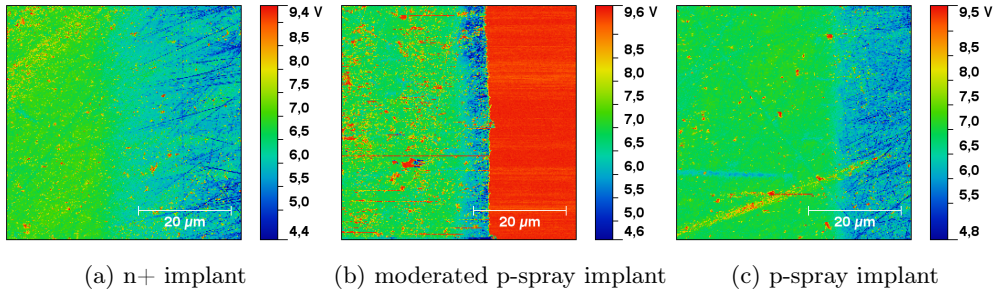 9,4 V
8,5
8,0
7,5
7,0
6,5
6,0
5,5
5,0
4,4
20 µm
9,6 V
8,5
8,0
7,5
7,0
6,5
6,0
5,5
5,0
4,6
20 µm
9,5 V
8,5
8,0
7,5
7,0
6,5
6,0
5,5
4,8
20 µm
(a) n+ implant
(b) moderated p-spray implant
(c) p-spray implant